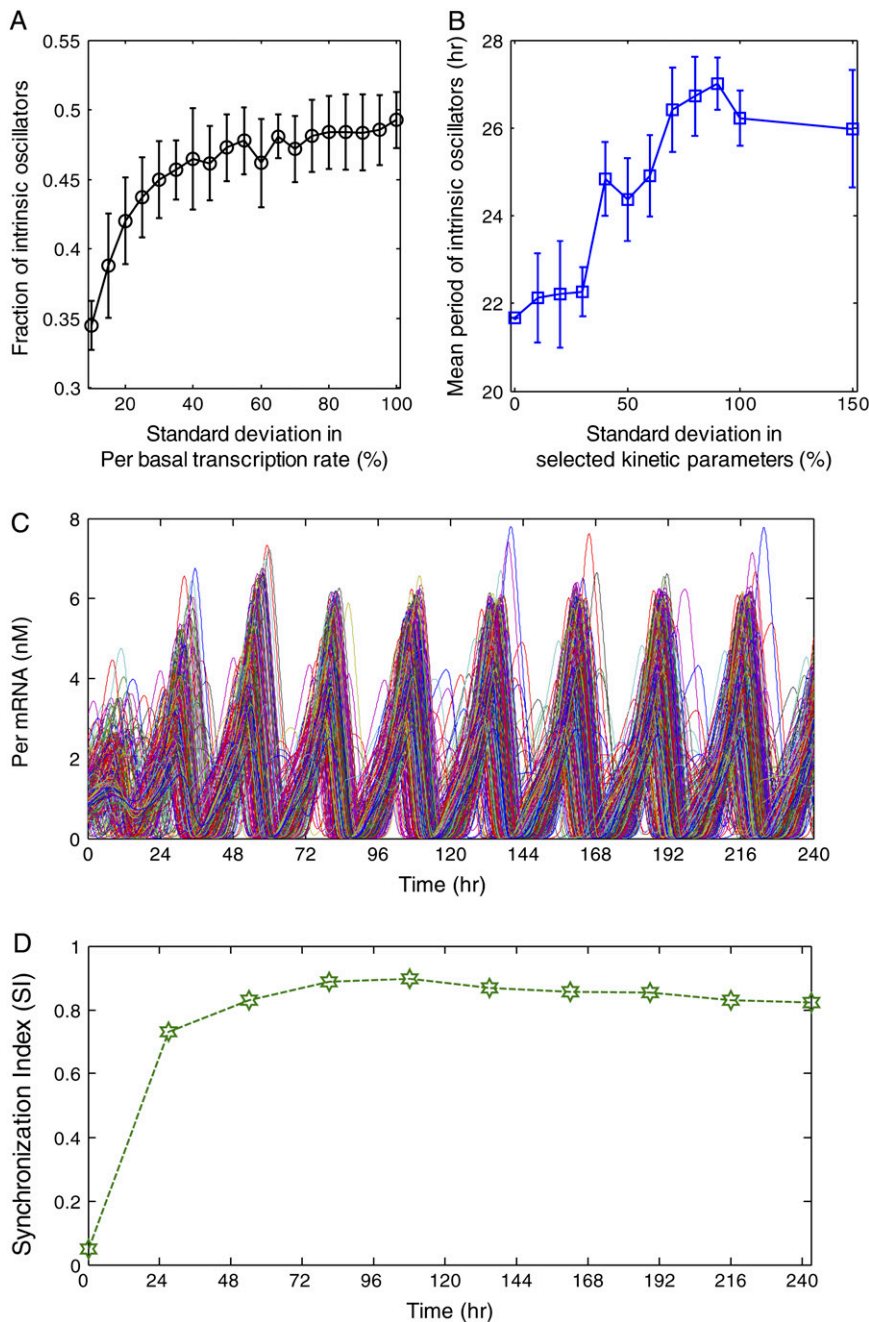 A
0.55
0.5
0.45
0.4
0.35
0.3
Fraction of intrinsic oscillators
20 40 60 80 100
Standard deviation in
Per basal transcription rate (%)
B
28
26
24
22
20
Mean period of intrinsic oscillators (hr)
0 50 100 150
Standard deviation in
selected kinetic parameters (%)
C
8
6
4
2
0
Per mRNA (nM)
0 24 48 72 96 120 144 168 192 216 240
Time (hr)
D
1
0.8
0.6
0.4
0.2
0
Synchronization Index (SI)
0 24 48 72 96 120 144 168 192 216 240
Time (hr)